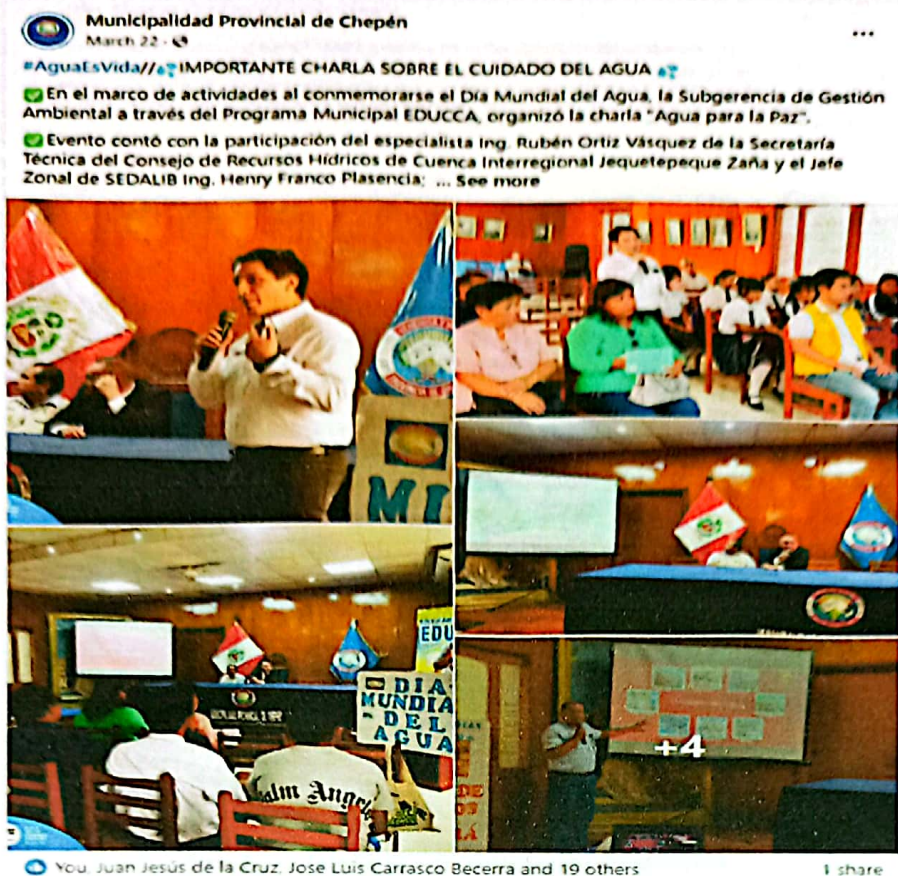 Municipalidad Provincial de Chepén
March 22
#AguaEsVida//💦IMPORTANTE CHARLA SOBRE EL CUIDADO DEL AGUA 💦
✅En el marco de actividades al conmemorarse el Día Mundial del Agua, la Subgerencia de Gestión
Ambiental a través del Programa Municipal EDUCCA, organizó la charla "Agua para la Paz".
✅Evento contó con la participación del especialista Ing. Rubén Ortiz Vásquez de la Secretaría
Técnica del Consejo de Recursos Hídricos de Cuenca Interregional Jequetepeque Zaña y el Jefe
Zonal de SEDALIB Ing. Henry Franco Plasencia; ... See more
MI
EDU
DIA
MUNDIA
DEL
AGUA
alm Angel
+4
You, Juan Jesús de la Cruz, Jose Luis Carrasco Becerra and 19 others
1 share